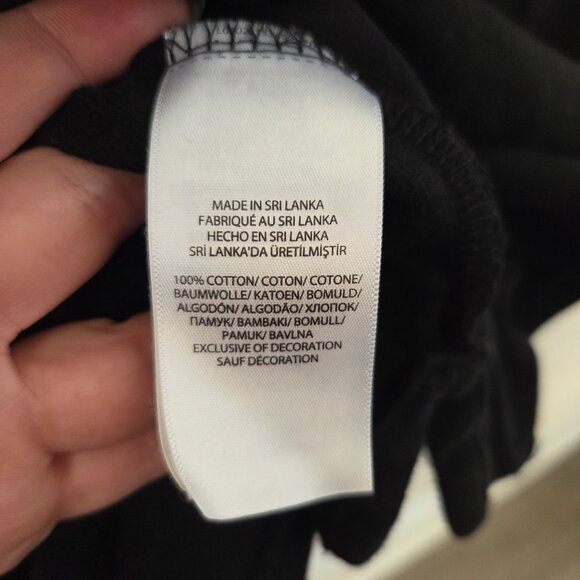 MADE IN SRI LANKA
FABRIQUÉ AU SRI LANKA
HECHO EN SRI LANKA
SRİ LANKA'DA ÜRETİLMİŞTİR
100% COTTON/ COTON/ COTONE/
BAUMWOLLE/ KATOEN/ BOMULD/
ALGODÓN/ ALGODÃO/ ХЛОПОК/
ПАМУК/ BAMBAKI/ BOMULL/
PAMUK/ BAVLNA
EXCLUSIVE OF DECORATION
SAUF DÉCORATION